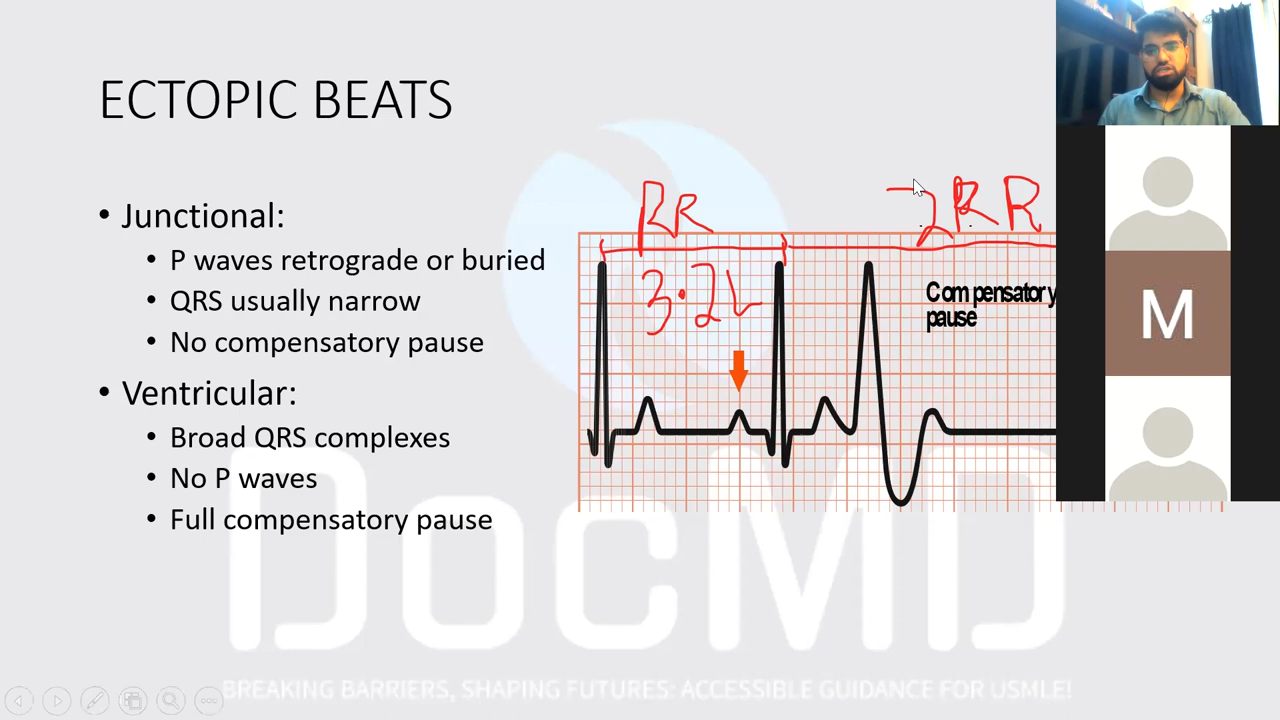 ECTOPIC BEATS
• Junctional:
• P waves retrograde or buried
• QRS usually narrow
• No compensatory pause
• Ventricular:
• Broad QRS complexes
• No P waves
• Full compensatory pause
RR
2RR
3.2L
Compensatory
pause
M
DOCMD
BREAKING BARRIERS, SHAPING FUTURES: ACCESSIBLE GUIDANCE FOR USMLE!